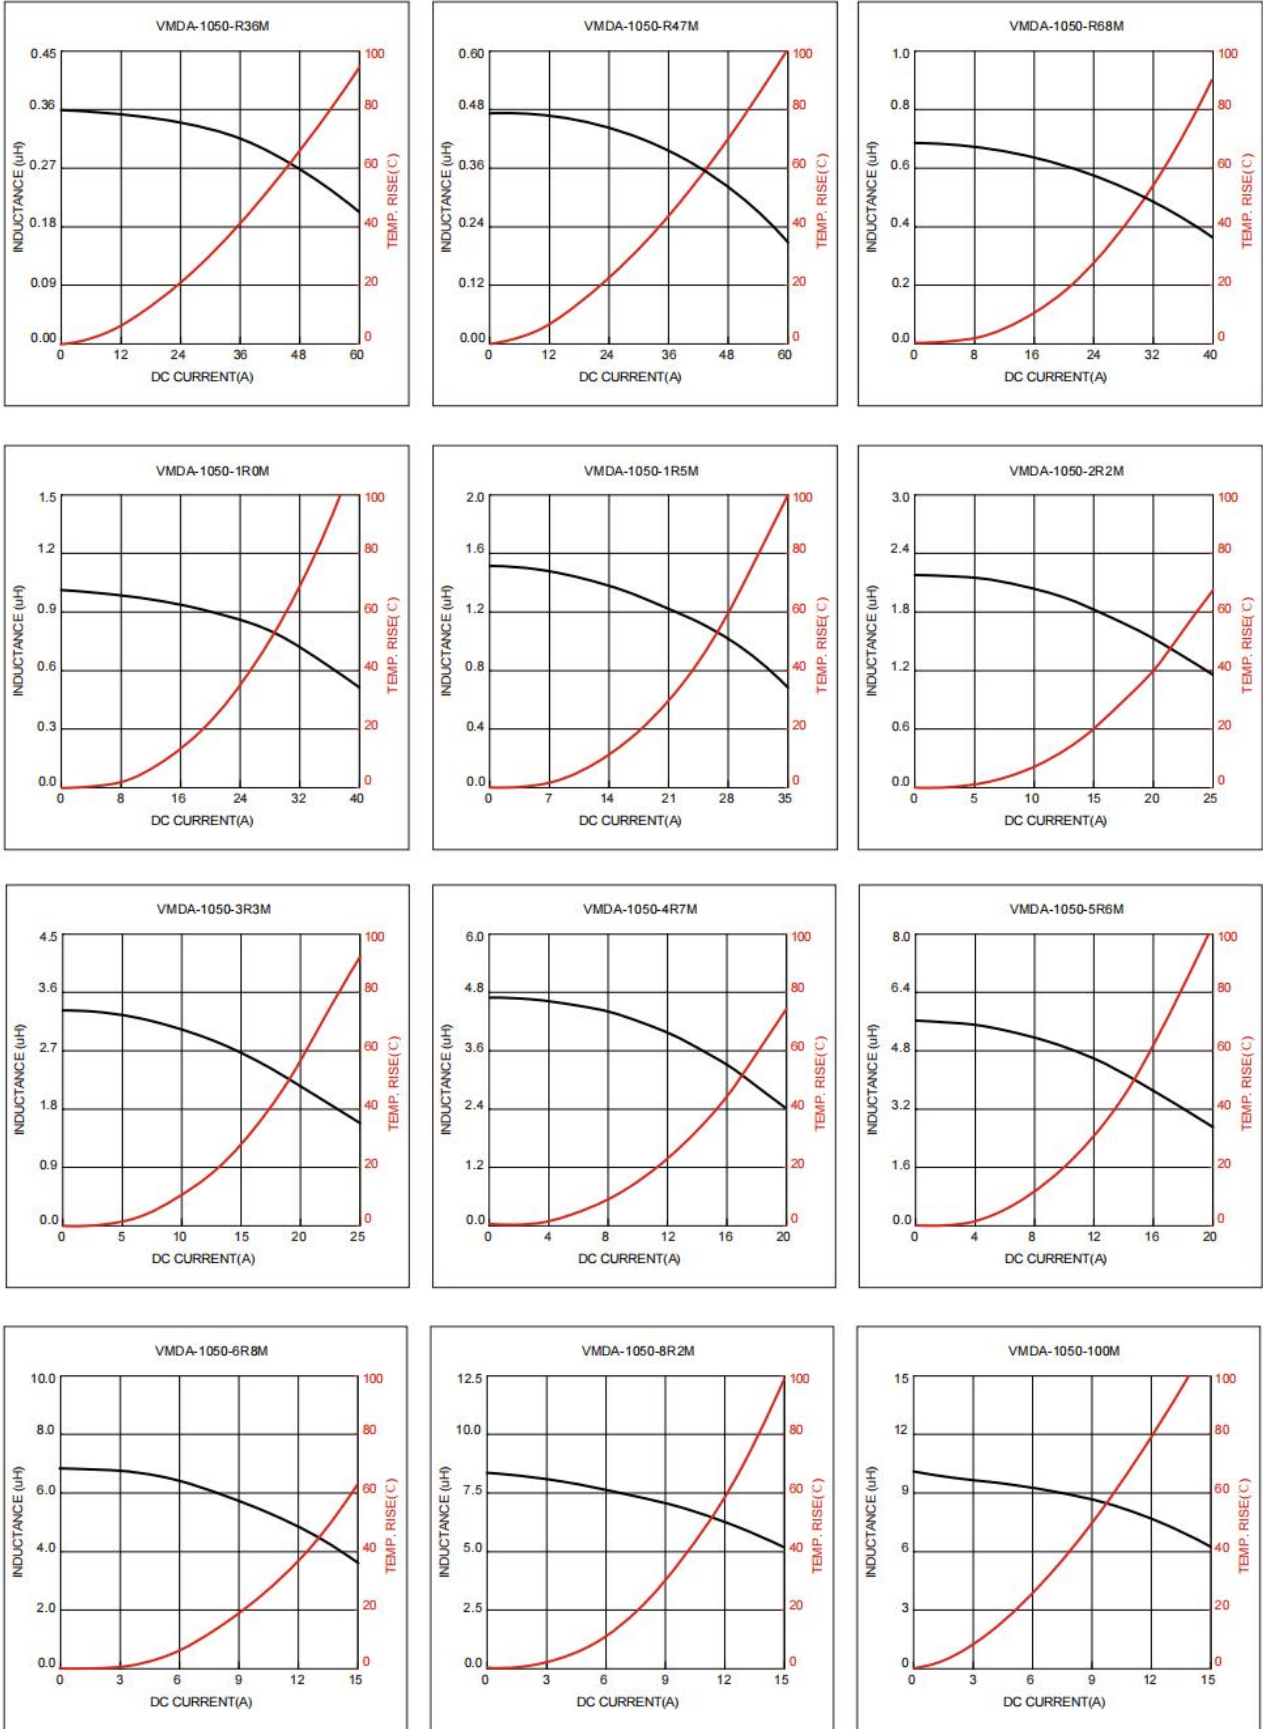 VMDA-1050-R36M
0.45
0.36
0.27
0.18
0.09
0.00
INDUCTANCE (uH)
100
80
60
40
20
0
TEMP. RISE(℃)
0 12 24 36 48 60
DC CURRENT(A)
VMDA-1050-R47M
0.60
0.48
0.36
0.24
0.12
0.00
INDUCTANCE (uH)
100
80
60
40
20
0
TEMP. RISE(℃)
0 12 24 36 48 60
DC CURRENT(A)
VMDA-1050-R68M
1.0
0.8
0.6
0.4
0.2
0.0
INDUCTANCE (uH)
100
80
60
40
20
0
TEMP. RISE(℃)
0 8 16 24 32 40
DC CURRENT(A)
VMDA-1050-1R0M
1.5
1.2
0.9
0.6
0.3
0.0
INDUCTANCE (uH)
100
80
60
40
20
0
TEMP. RISE(℃)
0 8 16 24 32 40
DC CURRENT(A)
VMDA-1050-1R5M
2.0
1.6
1.2
0.8
0.4
0.0
INDUCTANCE (uH)
100
80
60
40
20
0
TEMP. RISE(℃)
0 7 14 21 28 35
DC CURRENT(A)
VMDA-1050-2R2M
3.0
2.4
1.8
1.2
0.6
0.0
INDUCTANCE (uH)
100
80
60
40
20
0
TEMP. RISE(℃)
0 5 10 15 20 25
DC CURRENT(A)
VMDA-1050-3R3M
4.5
3.6
2.7
1.8
0.9
0.0
INDUCTANCE (uH)
100
80
60
40
20
0
TEMP. RISE(℃)
0 5 10 15 20 25
DC CURRENT(A)
VMDA-1050-4R7M
6.0
4.8
3.6
2.4
1.2
0.0
INDUCTANCE (uH)
100
80
60
40
20
0
TEMP. RISE(℃)
0 4 8 12 16 20
DC CURRENT(A)
VMDA-1050-5R6M
8.0
6.4
4.8
3.2
1.6
0.0
INDUCTANCE (uH)
100
80
60
40
20
0
TEMP. RISE(℃)
0 4 8 12 16 20
DC CURRENT(A)
VMDA-1050-6R8M
10.0
8.0
6.0
4.0
2.0
0.0
INDUCTANCE (uH)
100
80
60
40
20
0
TEMP. RISE(℃)
0 3 6 9 12 15
DC CURRENT(A)
VMDA-1050-8R2M
12.5
10.0
7.5
5.0
2.5
0.0
INDUCTANCE (uH)
100
80
60
40
20
0
TEMP. RISE(℃)
0 3 6 9 12 15
DC CURRENT(A)
VMDA-1050-100M
15
12
9
6
3
0
INDUCTANCE (uH)
100
80
60
40
20
0
TEMP. RISE(℃)
0 3 6 9 12 15
DC CURRENT(A)